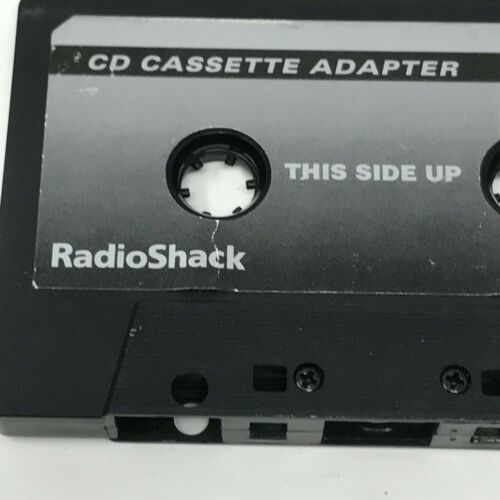 CD CASSETTE ADAPTER
THIS SIDE UP
RadioShack